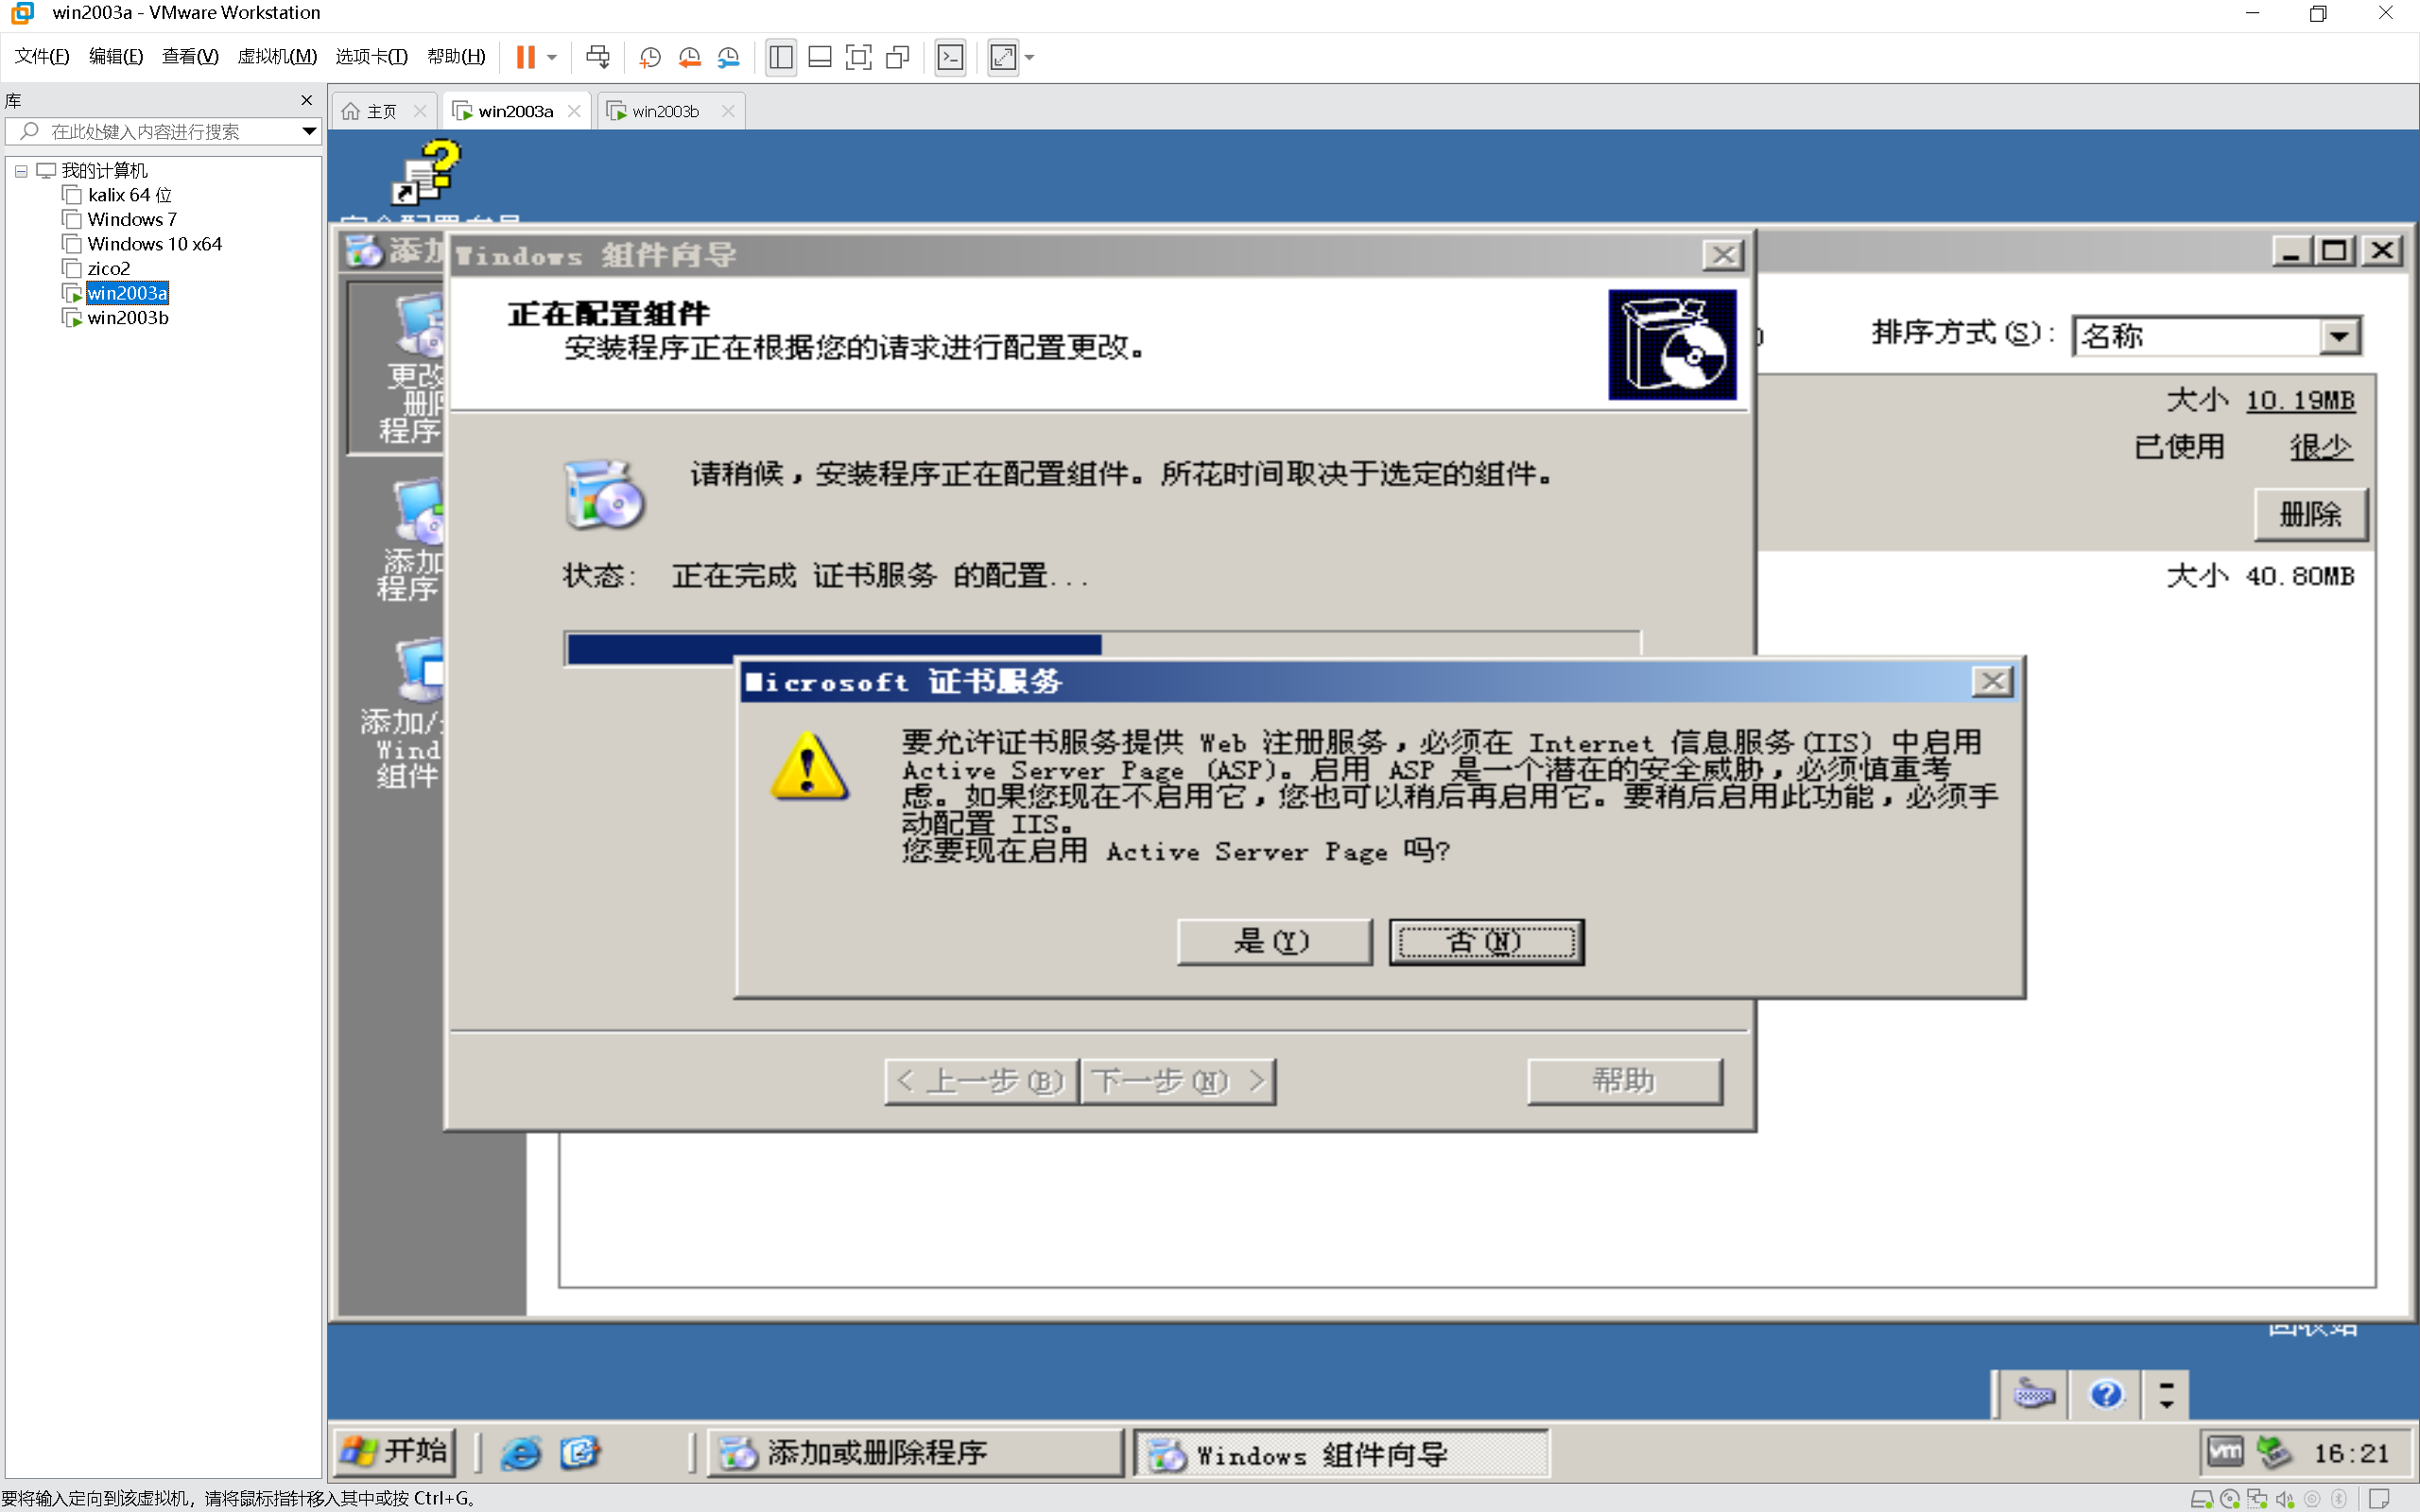 win2003a - VMware Workstation
文件(F) 编辑(E) 查看(V) 虚拟机(M) 选项卡(T) 帮助(H)
库
在此处键入内容进行搜索
我的计算机
kalix 64 位
Windows 7
Windows 10 x64
zico2
win2003a
win2003b
主页 win2003a win2003b
添加
Windows 组件向导
正在配置组件
安装程序正在根据您的请求进行配置更改。
排序方式(S): 名称
大小 10.19MB
已使用 很少
删除
大小 40.80MB
更改
删除
程序
添加
程序
添加/
Wind
组件
请稍候，安装程序正在配置组件。所花时间取决于选定的组件。
状态: 正在完成 证书服务 的配置...
Microsoft 证书服务
要允许证书服务提供 Web 注册服务，必须在 Internet 信息服务(IIS) 中启用
Active Server Page (ASP)。启用 ASP 是一个潜在的安全威胁，必须慎重考
虑。如果您现在不启用它，您也可以稍后再启用它。要稍后启用此功能，必须手
动配置 IIS。
您要现在启用 Active Server Page 吗?
是(Y) 否(N)
< 上一步(B) 下一步(N) > 帮助
回收站
开始 添加或删除程序 Windows 组件向导 16:21
要将输入定向到该虚拟机，请将鼠标指针移入其中或按 Ctrl+G。